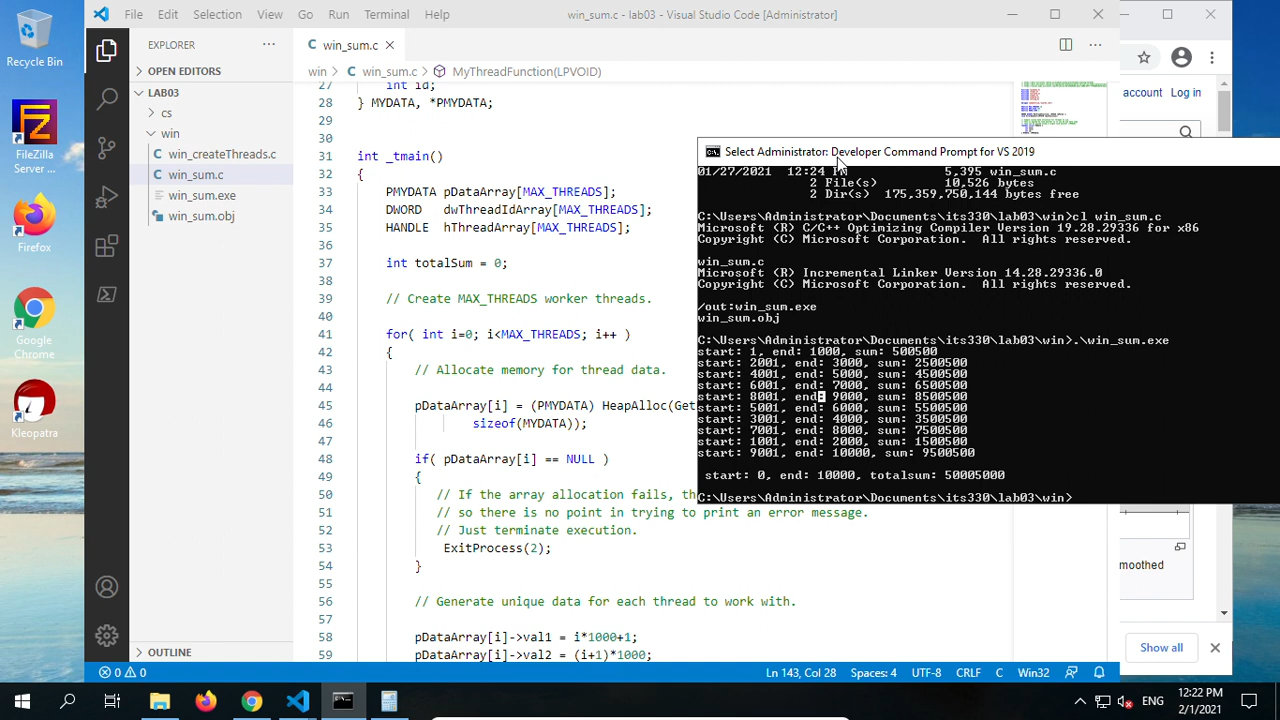 Recycle Bin
FileZilla
Server ...
Firefox
Google
Chrome
Kleopatra
File Edit Selection View Go Run Terminal Help
win_sum.c - lab03 - Visual Studio Code [Administrator]
EXPLORER
OPEN EDITORS
LAB03
cs
win
win_createThreads.c
win_sum.c
win_sum.exe
win_sum.obj
OUTLINE
win_sum.c
win > win_sum.c > MyThreadFunction(LPVOID)
27 int id;
28 } MYDATA, *PMYDATA;
29
30
31 int _tmain()
32 {
33 PMYDATA pDataArray[MAX_THREADS];
34 DWORD dwThreadIdArray[MAX_THREADS];
35 HANDLE hThreadArray[MAX_THREADS];
36
37 int totalSum = 0;
38
39 // Create MAX_THREADS worker threads.
40
41 for( int i=0; i<MAX_THREADS; i++ )
42 {
43 // Allocate memory for thread data.
44
45 pDataArray[i] = (PMYDATA) HeapAlloc(Get
46 sizeof(MYDATA));
47
48 if( pDataArray[i] == NULL )
49 {
50 // If the array allocation fails, th
51 // so there is no point in trying to print an error message.
52 // Just terminate execution.
53 ExitProcess(2);
54 }
55
56 // Generate unique data for each thread to work with.
57
58 pDataArray[i]->val1 = i*1000+1;
59 pDataArray[i]->val2 = (i+1)*1000;
Select Administrator: Developer Command Prompt for VS 2019
01/27/2021 12:24 PM 5,395 win_sum.c
2 File(s) 10,526 bytes
2 Dir(s) 175,359,750,144 bytes free
C:\Users\Administrator\Documents\its330\lab03\win>cl win_sum.c
Microsoft (R) C/C++ Optimizing Compiler Version 19.28.29336 for x86
Copyright (C) Microsoft Corporation. All rights reserved.
win_sum.c
Microsoft (R) Incremental Linker Version 14.28.29336.0
Copyright (C) Microsoft Corporation. All rights reserved.
/out:win_sum.exe
win_sum.obj
C:\Users\Administrator\Documents\its330\lab03\win>.\win_sum.exe
start: 1, end: 1000, sum: 500500
start: 2001, end: 3000, sum: 2500500
start: 4001, end: 5000, sum: 4500500
start: 6001, end: 7000, sum: 6500500
start: 8001, end: 9000, sum: 8500500
start: 5001, end: 6000, sum: 5500500
start: 3001, end: 4000, sum: 3500500
start: 7001, end: 8000, sum: 7500500
start: 1001, end: 2000, sum: 1500500
start: 9001, end: 10000, sum: 9500500
start: 0, end: 10000, totalsum: 50005000
C:\Users\Administrator\Documents\its330\lab03\win>
account Log in
moothed
Show all
0 0
Ln 143, Col 28 Spaces: 4 UTF-8 CRLF C Win32
ENG
12:22 PM
2/1/2021